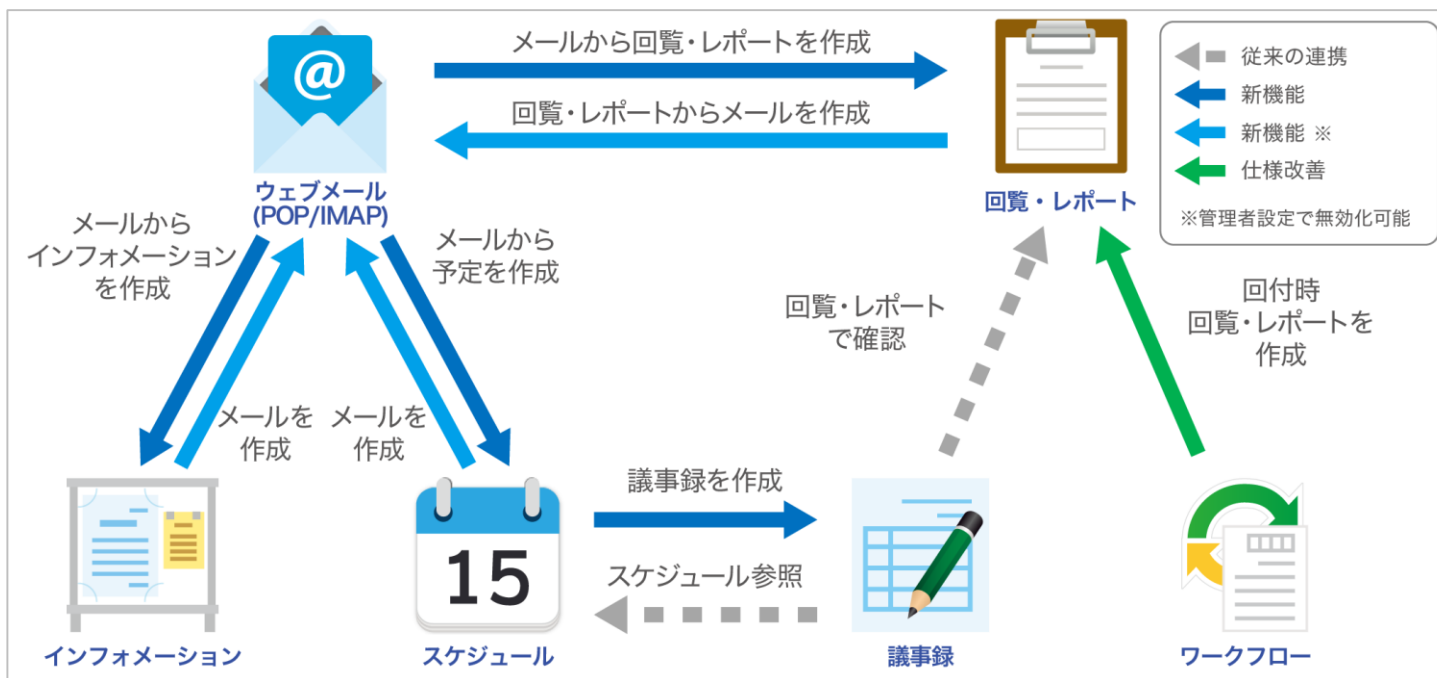 メールから回覧・レポートを作成
回覧・レポートからメールを作成
@
ウェブメール
(POP/IMAP)
回覧・レポート
従来の連携
新機能
新機能 ※
仕様改善
※管理者設定で無効化可能
メールから
インフォメーション
を作成
メールから
予定を作成
回覧・レポート
で確認
回付時
回覧・レポートを
作成
メールを
作成
メールを
作成
議事録を作成
スケジュール参照
15
インフォメーション
スケジュール
議事録
ワークフロー